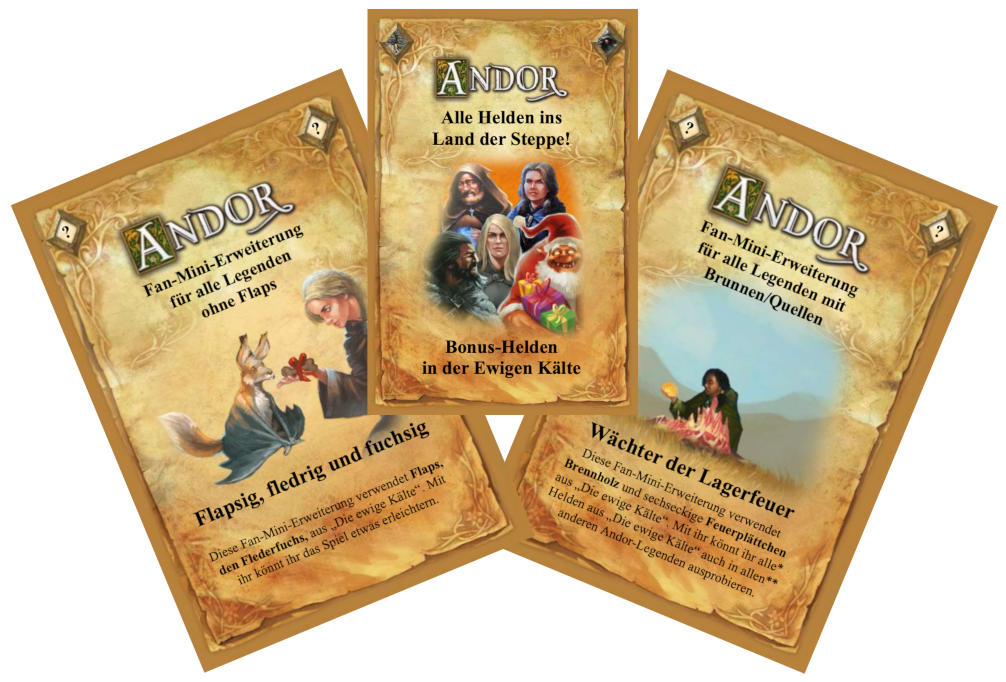 ?
?
ANDOR
Fan-Mini-Erweiterung
für alle Legenden
ohne Flaps
Flapsig, fledrig und fuchsig
Diese Fan-Mini-Erweiterung verwendet Flaps,
den Flederfuchs, aus „Die ewige Kälte“. Mit
ihr könnt ihr das Spiel etwas erleichtern.
ANDOR
Alle Helden ins
Land der Steppe!
Bonus-Helden
in der Ewigen Kälte
?
?
ANDOR
Fan-Mini-Erweiterung
für alle Legenden mit
Brunnen/Quellen
Wächter der Lagerfeuer
Diese Fan-Mini-Erweiterung verwendet
Brennholz und sechseckige Feuerplättchen
aus „Die ewige Kälte“. Mit ihr könnt ihr alle*
Helden aus „Die ewige Kälte“ auch in allen**
anderen Andor-Legenden ausprobieren.